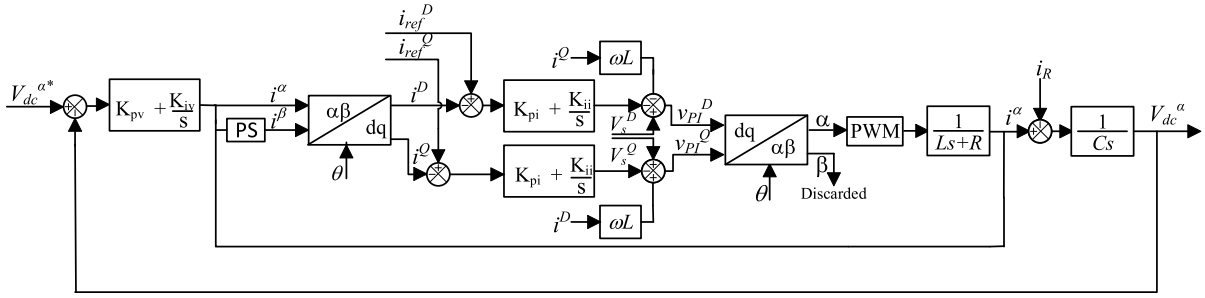 i_ref^D
i_ref^Q
V_dc^α*
K_pv + K_iv/s
i^α
i^β
PS
αβ
dq
θ
i^D
i^Q
K_pi + K_ii/s
K_pi + K_ii/s
i^Q
ωL
V_s^D
V_s^Q
i^D
ωL
v_PI^D
v_PI^Q
dq
αβ
θ
α
β
Discarded
PWM
1/Ls+R
i^α
i_R
1/Cs
V_dc^α